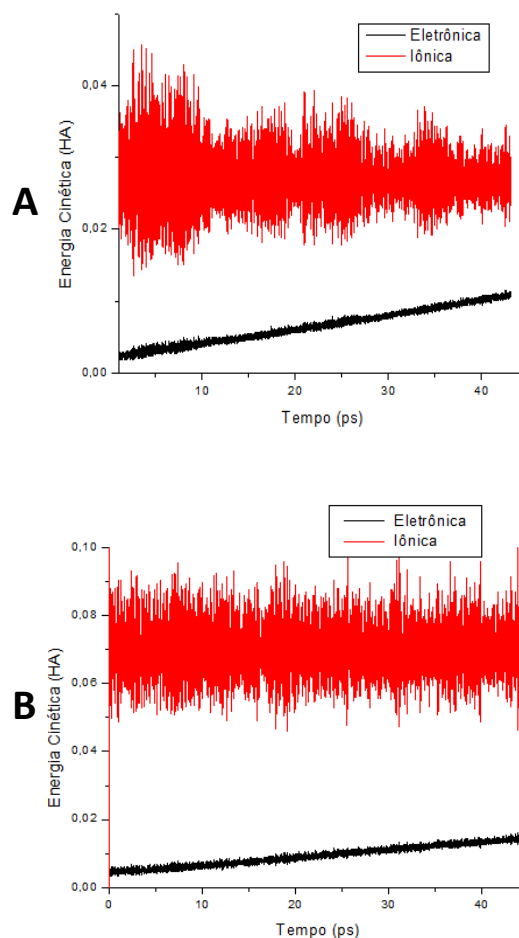 Eletrônica
Iônica
A
Energia Cinética (HA)
0,04
0,02
0,00
10
20
30
40
Tempo (ps)
Eletrônica
Iônica
B
Energia Cinética (HA)
0,10
0,08
0,06
0,04
0,02
0,00
0
10
20
30
40
Tempo (ps)